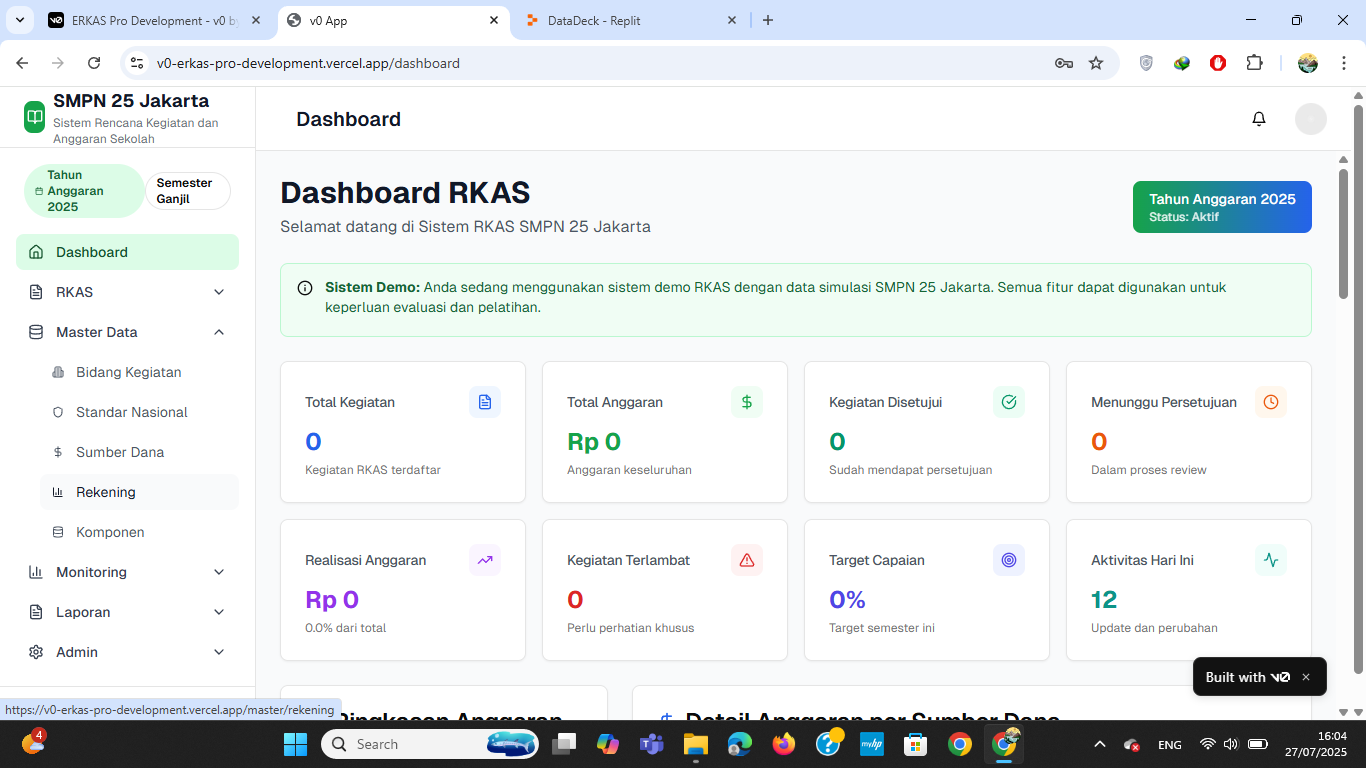 ERKAS Pro Development - v0 b
v0 App
DataDeck - Replit
v0-erkas-pro-development.vercel.app/dashboard
SMPN 25 Jakarta
Sistem Rencana Kegiatan dan
Anggaran Sekolah
Tahun
Anggaran
2025
Semester
Ganjil
Dashboard
RKAS
Master Data
Bidang Kegiatan
Standar Nasional
Sumber Dana
Rekening
Komponen
Monitoring
Laporan
Admin
https://v0-erkas-pro-development.vercel.app/master/rekening
Dashboard
Dashboard RKAS
Selamat datang di Sistem RKAS SMPN 25 Jakarta
Tahun Anggaran 2025
Status: Aktif
Sistem Demo: Anda sedang menggunakan sistem demo RKAS dengan data simulasi SMPN 25 Jakarta. Semua fitur dapat digunakan untuk
keperluan evaluasi dan pelatihan.
Total Kegiatan
0
Kegiatan RKAS terdaftar
Total Anggaran
Rp 0
Anggaran keseluruhan
Kegiatan Disetujui
0
Sudah mendapat persetujuan
Menunggu Persetujuan
0
Dalam proses review
Realisasi Anggaran
Rp 0
0.0% dari total
Kegiatan Terlambat
0
Perlu perhatian khusus
Target Capaian
0%
Target semester ini
Aktivitas Hari Ini
12
Update dan perubahan
Ringkasan Anggaran
Detail Anggaran per Sumber Dana
Built with v0
4
Search
myhp
ENG
16:04
27/07/2025